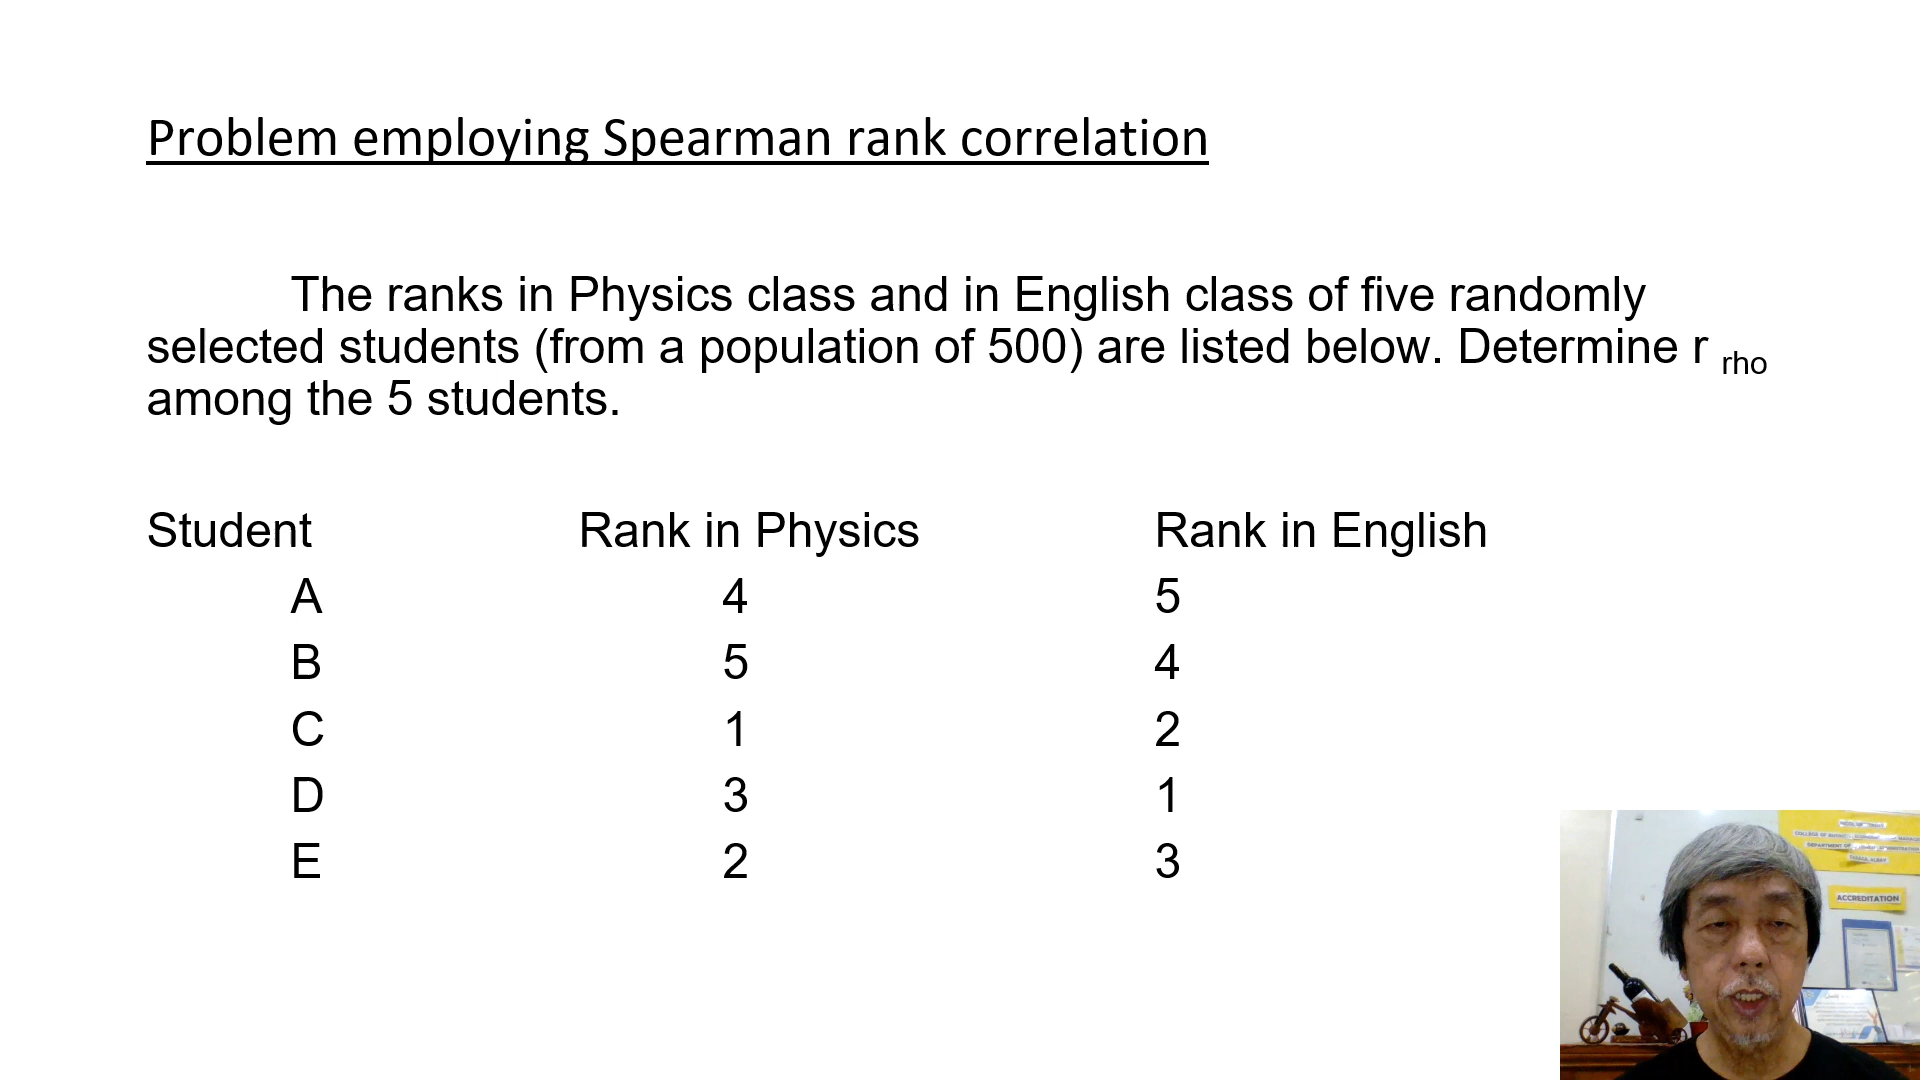 Problem employing Spearman rank correlation
The ranks in Physics class and in English class of five randomly
selected students (from a population of 500) are listed below. Determine r rho
among the 5 students.
Student Rank in Physics Rank in English
A 4 5
B 5 4
C 1 2
D 3 1
E 2 3
ACCREDITATION